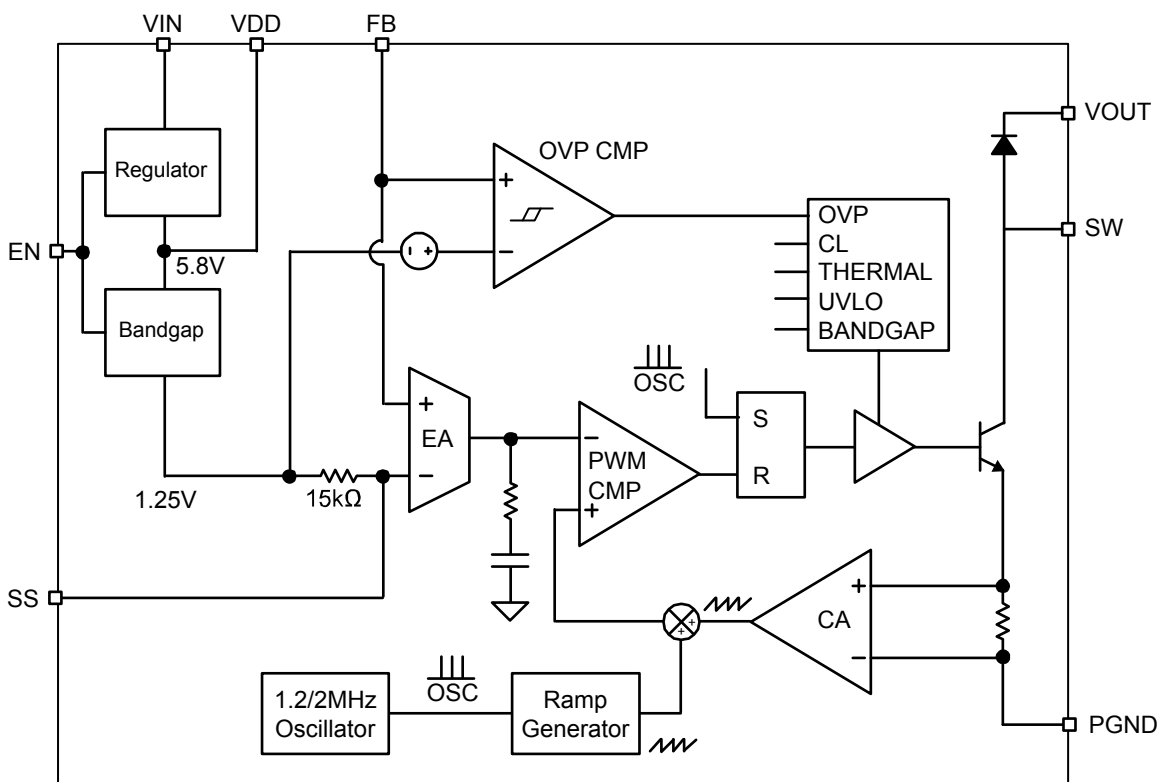 VIN
VDD
FB
VOUT
OVP CMP
Regulator
OVP
SW
CL
EN
5.8V
THERMAL
UVLO
Bandgap
BANDGAP
OSC
EA
S
PWM
CMP
R
1.25V
15kΩ
SS
CA
OSC
1.2/2MHz
Oscillator
Ramp
Generator
PGND